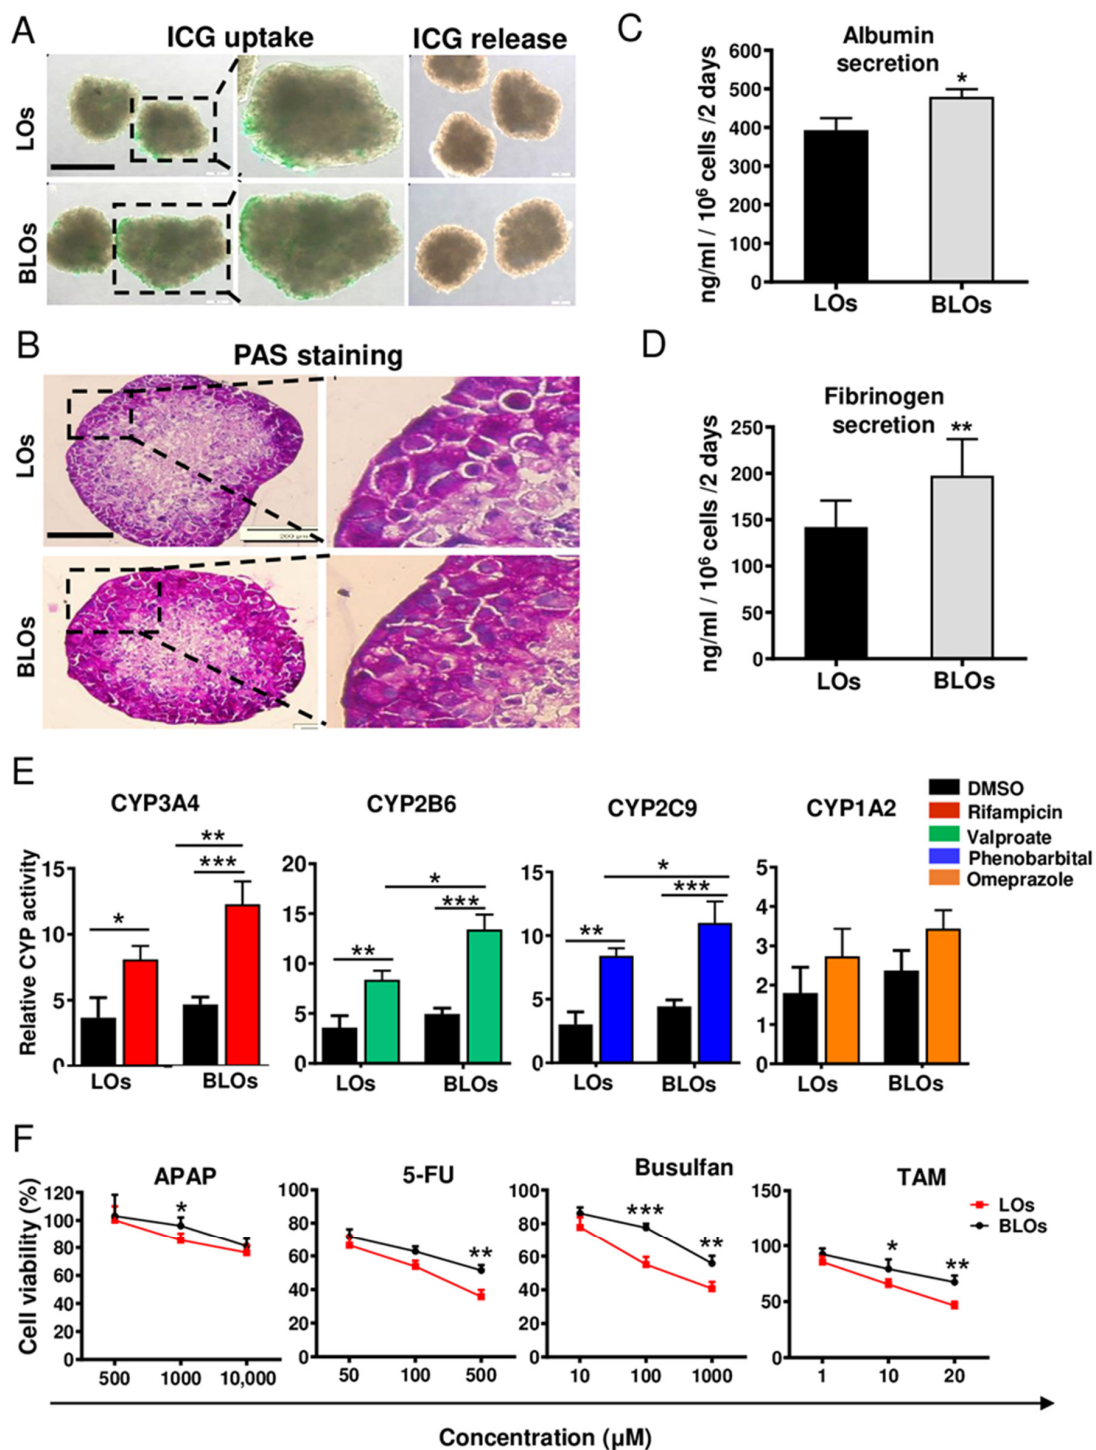 A
ICG uptake
ICG release
LOs
BLOs
B
PAS staining
LOs
200 µm
BLOs
C
Albumin
secretion
*
ng/ml / 10⁶ cells /2 days
600
500
400
300
200
100
0
LOs
BLOs
D
Fibrinogen
secretion
**
ng/ml / 10⁶ cells /2 days
250
200
150
100
50
0
LOs
BLOs
E
Relative CYP activity
CYP3A4
15
10
5
0
*
**
***
LOs
BLOs
CYP2B6
20
15
10
5
0
**
*
***
LOs
BLOs
CYP2C9
15
10
5
0
**
*
***
LOs
BLOs
CYP1A2
5
4
3
2
1
0
LOs
BLOs
DMSO
Rifampicin
Valproate
Phenobarbital
Omeprazole
F
Cell viability (%)
APAP
120
100
80
60
40
20
0
*
500 1000 10,000
5-FU
100
80
60
40
20
0
**
50 100 500
Busulfan
100
80
60
40
20
0
***
**
10 100 1000
TAM
150
100
50
0
*
**
1 10 20
LOs
BLOs
Concentration (µM)